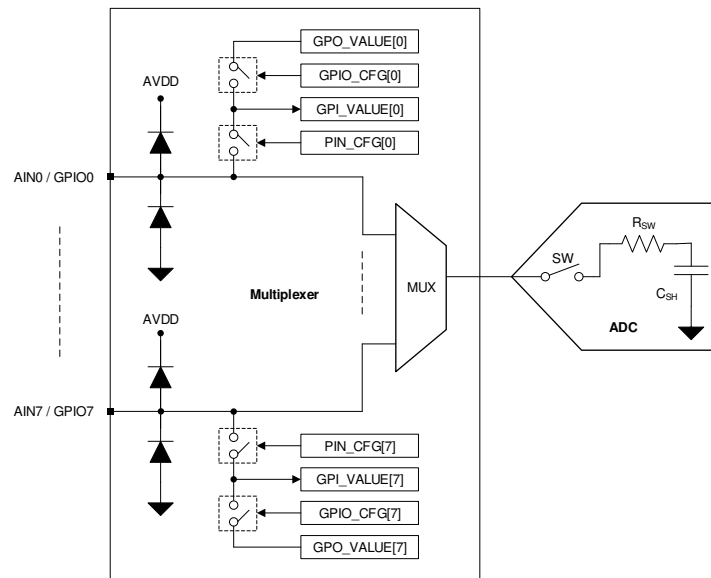 GPO_VALUE[0]
AVDD
GPIO_CFG[0]
GPI_VALUE[0]
PIN_CFG[0]
AIN0 / GPIO0
RSW
SW
Multiplexer
MUX
CSH
ADC
AVDD
AIN7 / GPIO7
PIN_CFG[7]
GPI_VALUE[7]
GPIO_CFG[7]
GPO_VALUE[7]